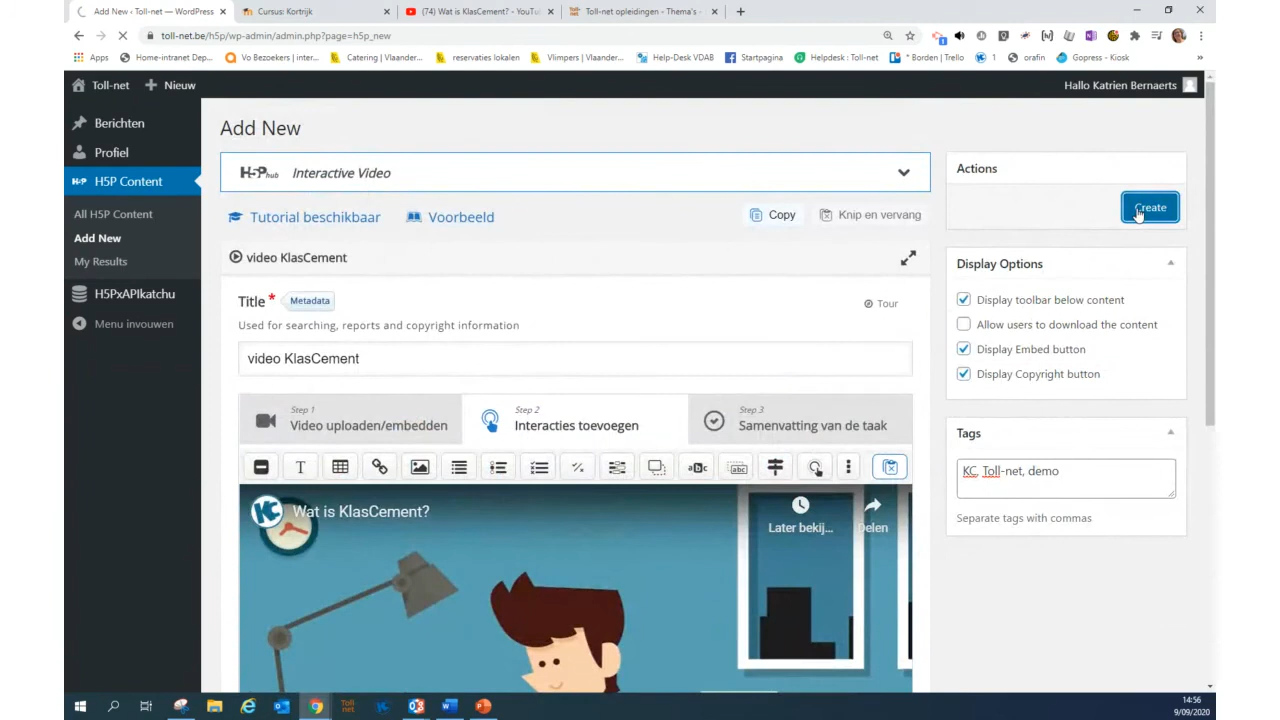 Add New ‹ Toll-net — WordPress
Cursus: Kortrijk
(74) Wat is KlasCement? - YouTu
Toll-net opleidingen - Thema's -
toll-net.be/h5p/wp-admin/admin.php?page=h5p_new
Apps
Home-intranet Dep...
Vo Bezoekers | inter...
Catering | Vlaander...
reservaties lokalen
Vlimpers | Vlaander...
Help-Desk VDAB
Startpagina
Helpdesk : Toll-net
* Borden | Trello
1
orafin
Gopress - Kiosk
»
Toll-net
Nieuw
Hallo Katrien Bernaerts
Berichten
Profiel
H5P Content
All H5P Content
Add New
My Results
H5PxAPIkatchu
Menu invouwen
Add New
H5P hub Interactive Video
Tutorial beschikbaar
Voorbeeld
Copy
Knip en vervang
video KlasCement
Title * Metadata
Tour
Used for searching, reports and copyright information
video KlasCement
Step 1
Video uploaden/embedden
Step 2
Interacties toevoegen
Step 3
Samenvatting van de taak
T
abc
abc
KC
Wat is KlasCement?
Later bekij...
Delen
Actions
Create
Display Options
Display toolbar below content
Allow users to download the content
Display Embed button
Display Copyright button
Tags
KC, Toll-net, demo
Separate tags with commas
Toll
net
14:56
9/09/2020